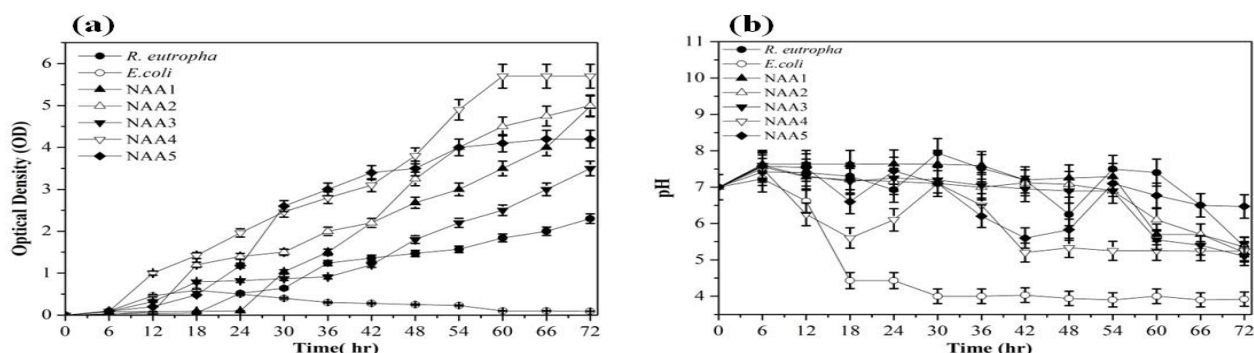 (a)
R. eutropha
E.coli
NAA1
NAA2
NAA3
NAA4
NAA5
Optical Density (OD)
6
5
4
3
2
1
0
0 6 12 18 24 30 36 42 48 54 60 66 72
Time( hr)
(b)
R. eutropha
E.coli
NAA1
NAA2
NAA3
NAA4
NAA5
pH
11
10
9
8
7
6
5
4
0 6 12 18 24 30 36 42 48 54 60 66 72
Time (hr)